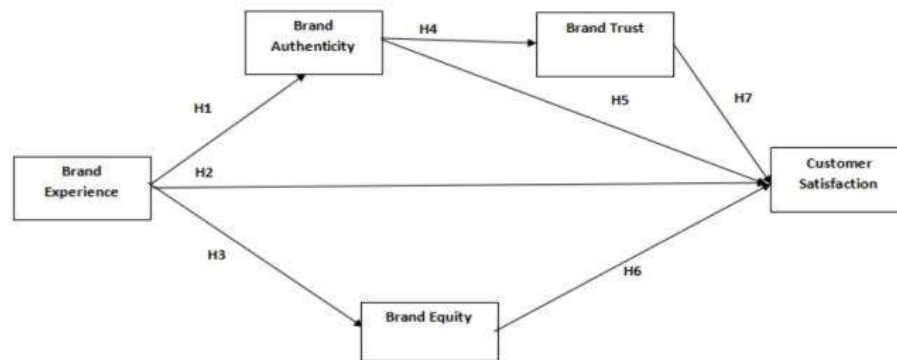 Brand
Authenticity
H4
Brand Trust
H5
H7
H1
Brand
Experience
H2
Customer
Satisfaction
H3
H6
Brand Equity